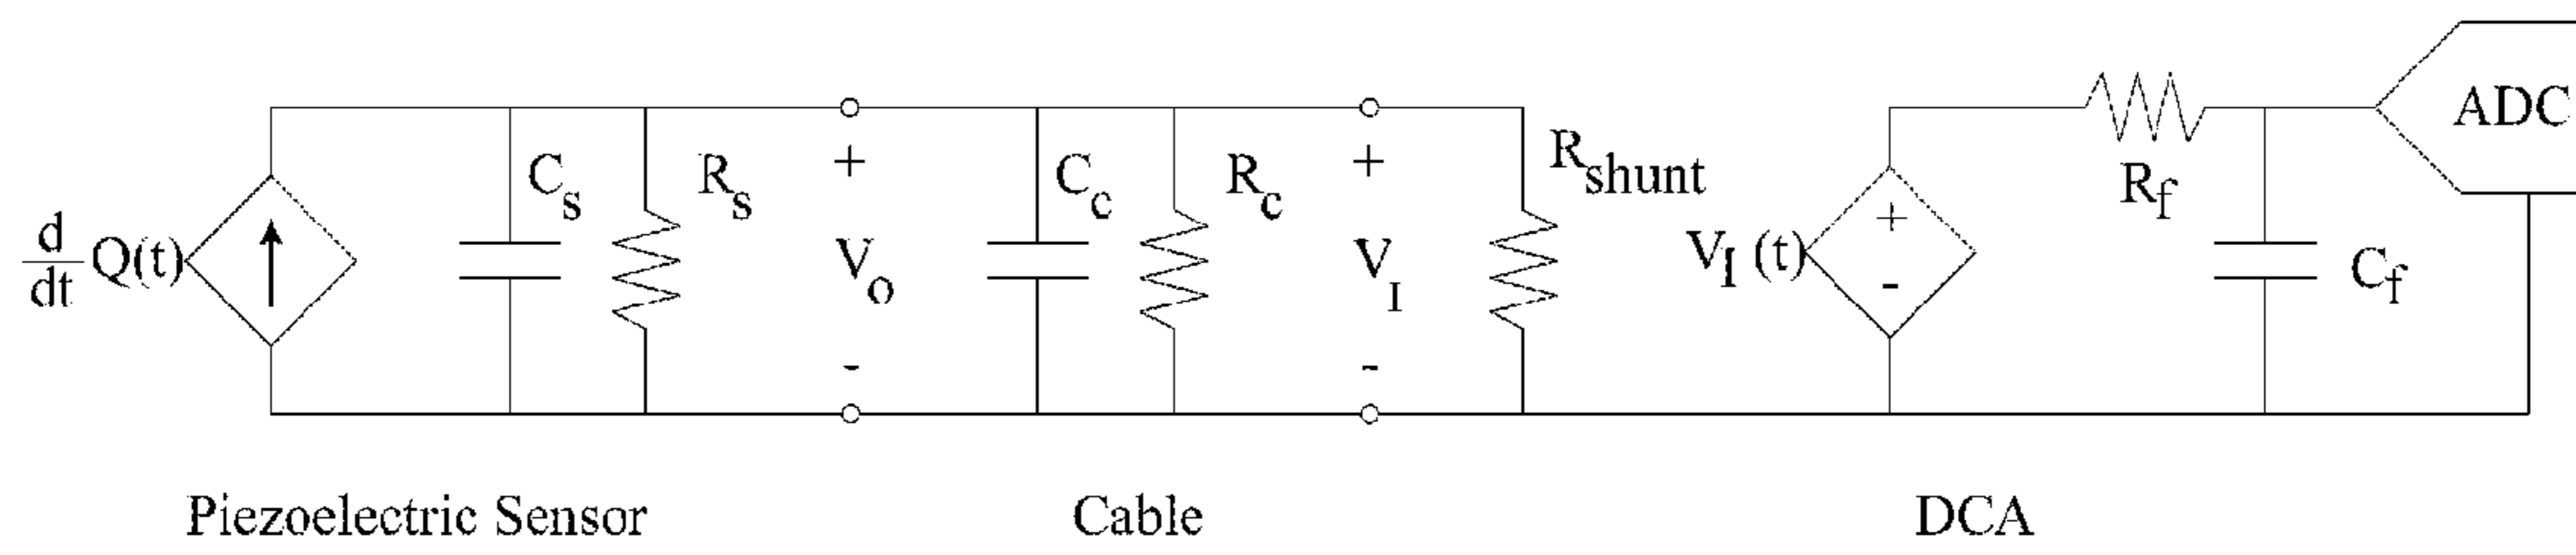 d
dt
Q(t)
C_s
R_s
+
V_o
-
C_c
R_c
+
V_I
-
R_shunt
V_I (t)
+
-
R_f
C_f
ADC
Piezoelectric Sensor
Cable
DCA